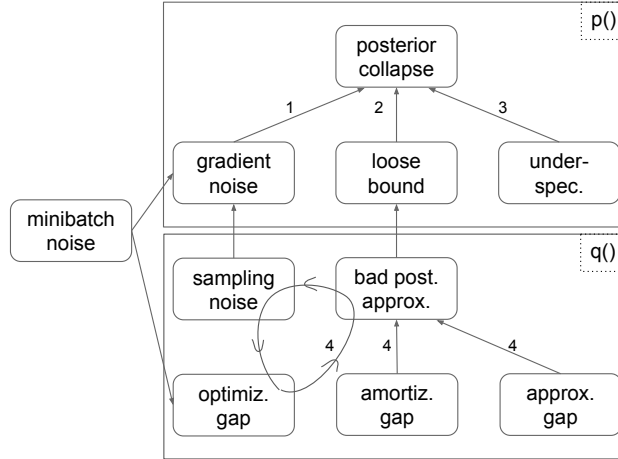 p()
posterior
collapse
1
2
3
gradient
noise
loose
bound
under-
spec.
minibatch
noise
q()
sampling
noise
bad post.
approx.
4
4
4
optimiz.
gap
amortiz.
gap
approx.
gap